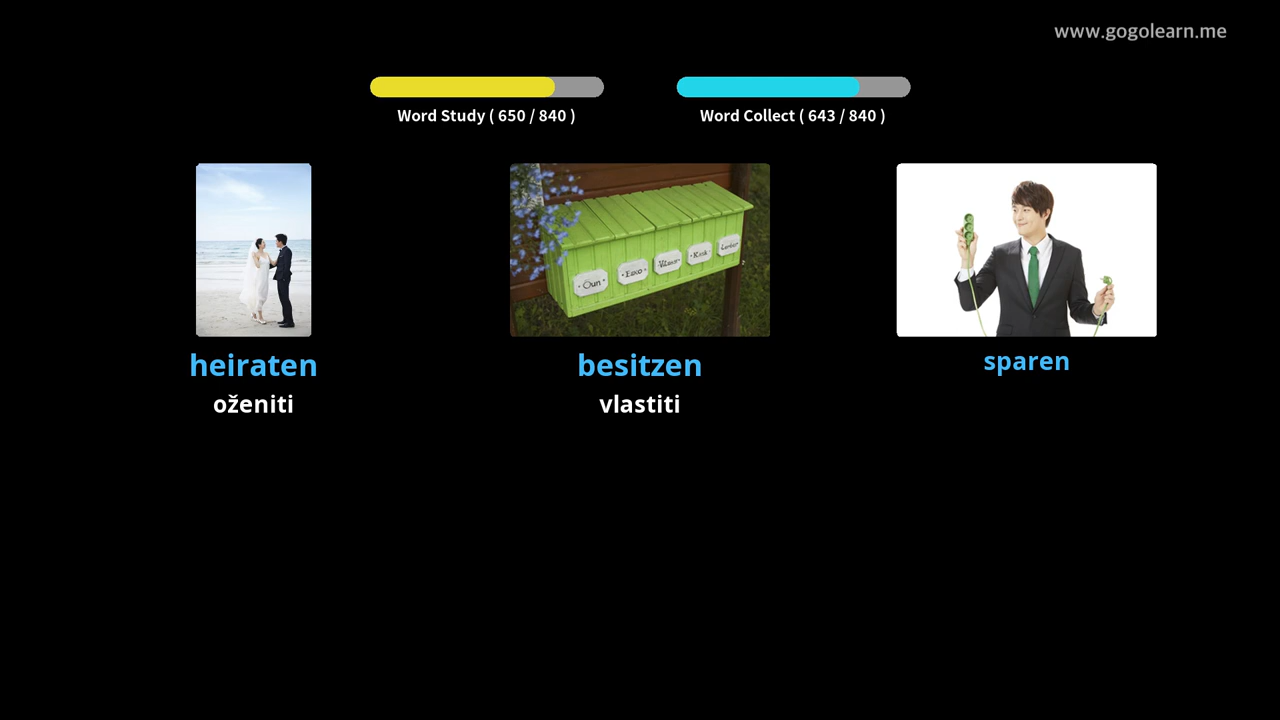 www.gogolearn.me
Word Study ( 650 / 840 )
Word Collect ( 643 / 840 )
heiraten
oženiti
besitzen
vlastiti
sparen